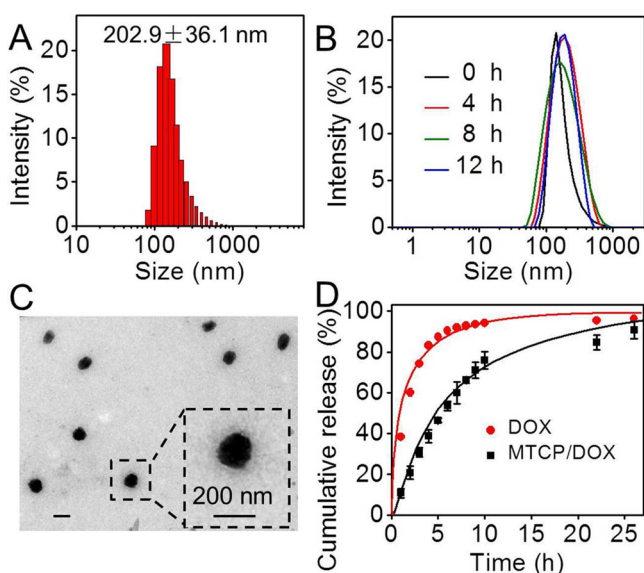 A
202.9±36.1 nm
Intensity (%)
20
15
10
5
0
10
100
1000
Size (nm)
B
0 h
4 h
8 h
12 h
Intensity (%)
20
15
10
5
0
1
10
100
1000
Size (nm)
C
200 nm
D
Cumulative release (%)
100
80
60
40
20
0
DOX
MTCP/DOX
0
5
10
15
20
25
Time (h)